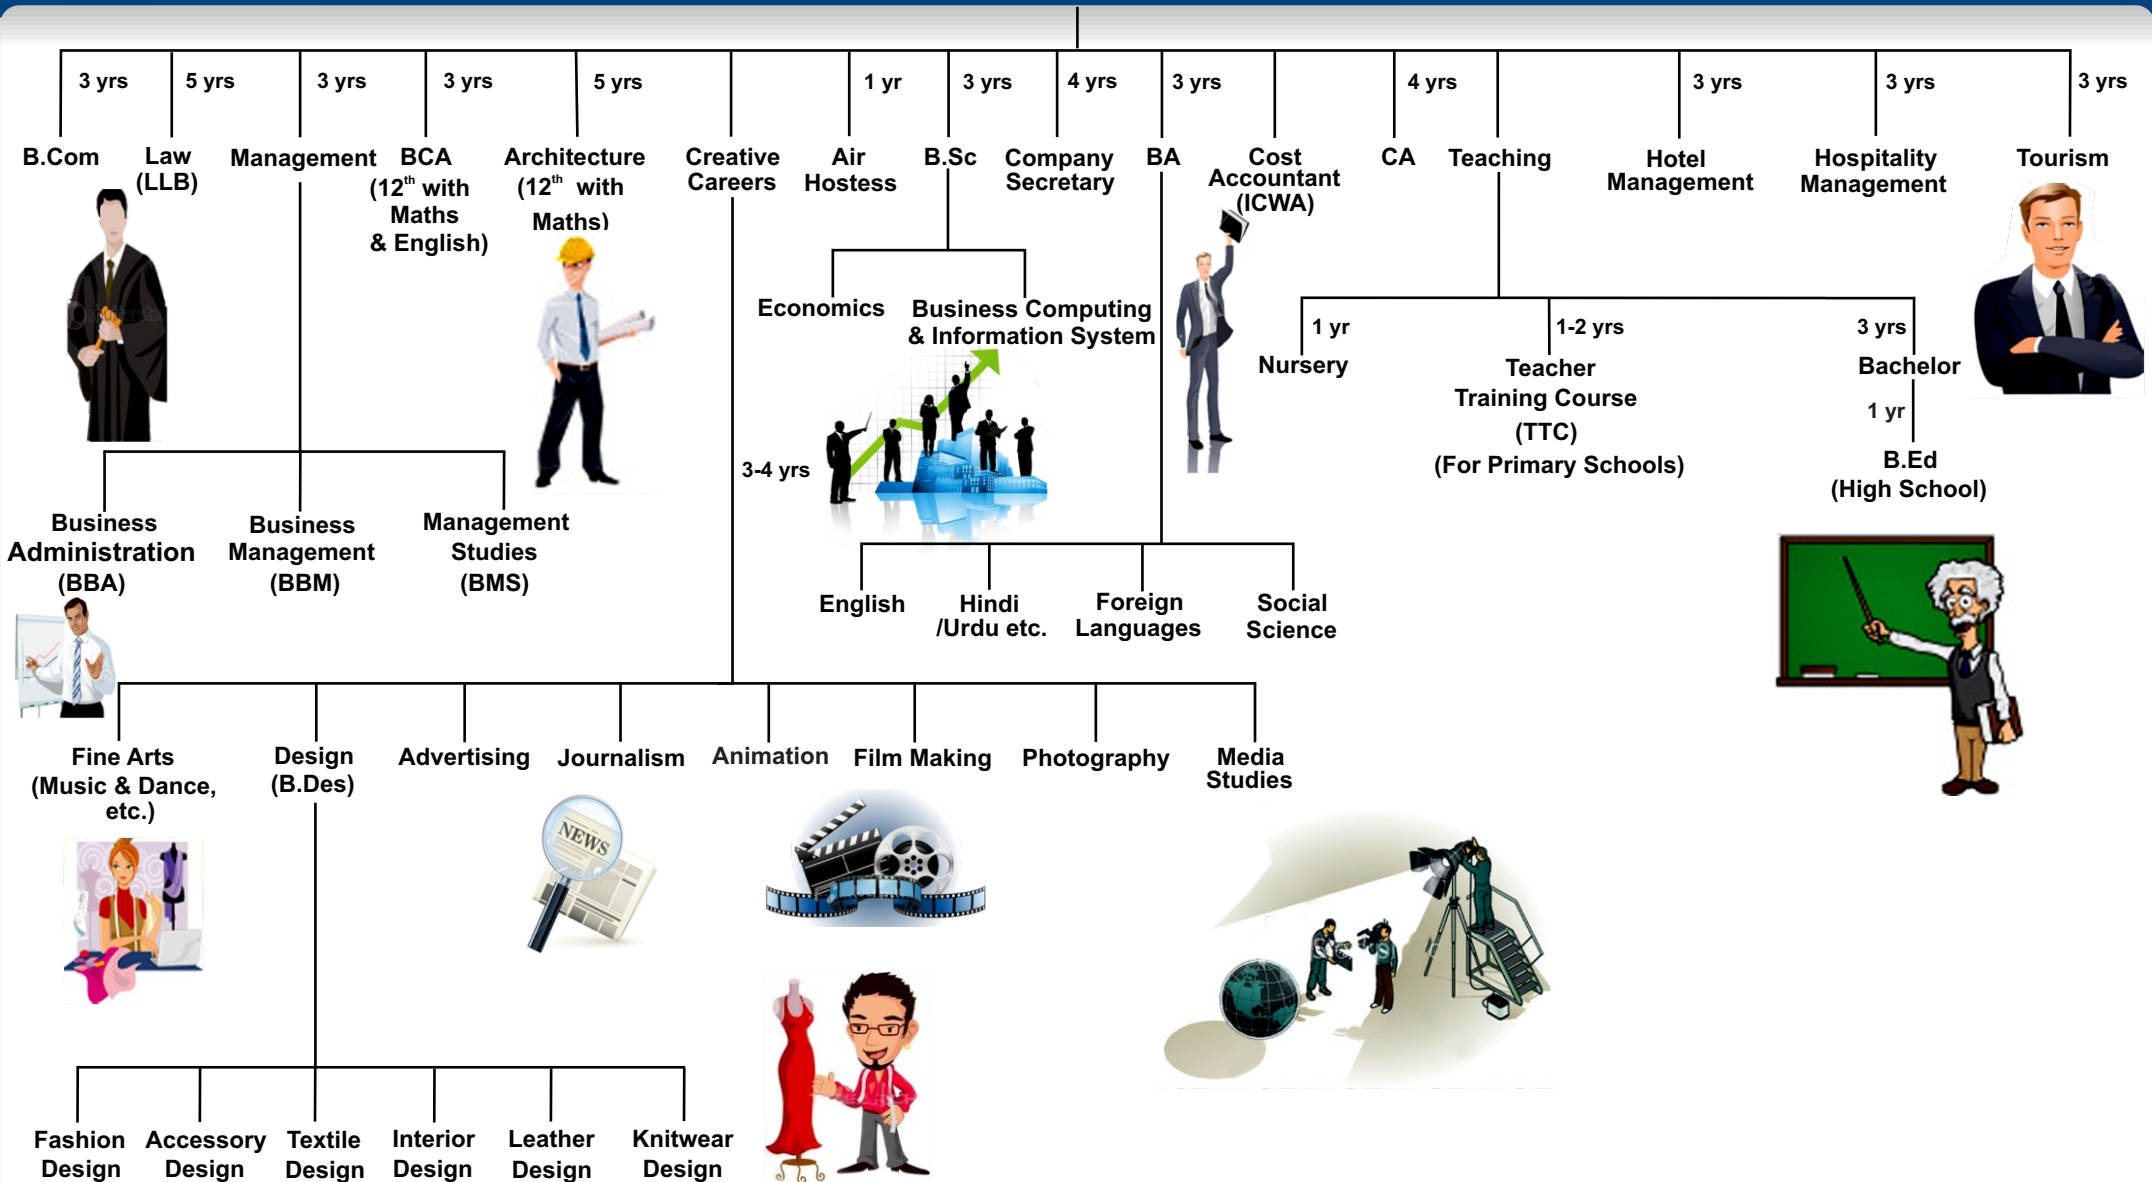 3 yrs
5 yrs
3 yrs
3 yrs
5 yrs
1 yr
3 yrs
4 yrs
3 yrs
4 yrs
3 yrs
3 yrs
3 yrs
B.Com
Law
(LLB)
Management
BCA
(12th with
Maths
& English)
Architecture
(12th with
Maths)
Creative
Careers
Air
Hostess
B.Sc
Company
Secretary
BA
Cost
Accountant
(ICWA)
CA
Teaching
Hotel
Management
Hospitality
Management
Tourism
Economics
Business Computing
& Information System
1 yr
Nursery
1-2 yrs
Teacher
Training Course
(TTC)
(For Primary Schools)
3 yrs
Bachelor
1 yr
B.Ed
(High School)
3-4 yrs
Business
Administration
(BBA)
Business
Management
(BBM)
Management
Studies
(BMS)
English
Hindi
/Urdu etc.
Foreign
Languages
Social
Science
Fine Arts
(Music & Dance,
etc.)
Design
(B.Des)
Advertising
Journalism
Animation
Film Making
Photography
Media
Studies
NEWS
Fashion
Design
Accessory
Design
Textile
Design
Interior
Design
Leather
Design
Knitwear
Design